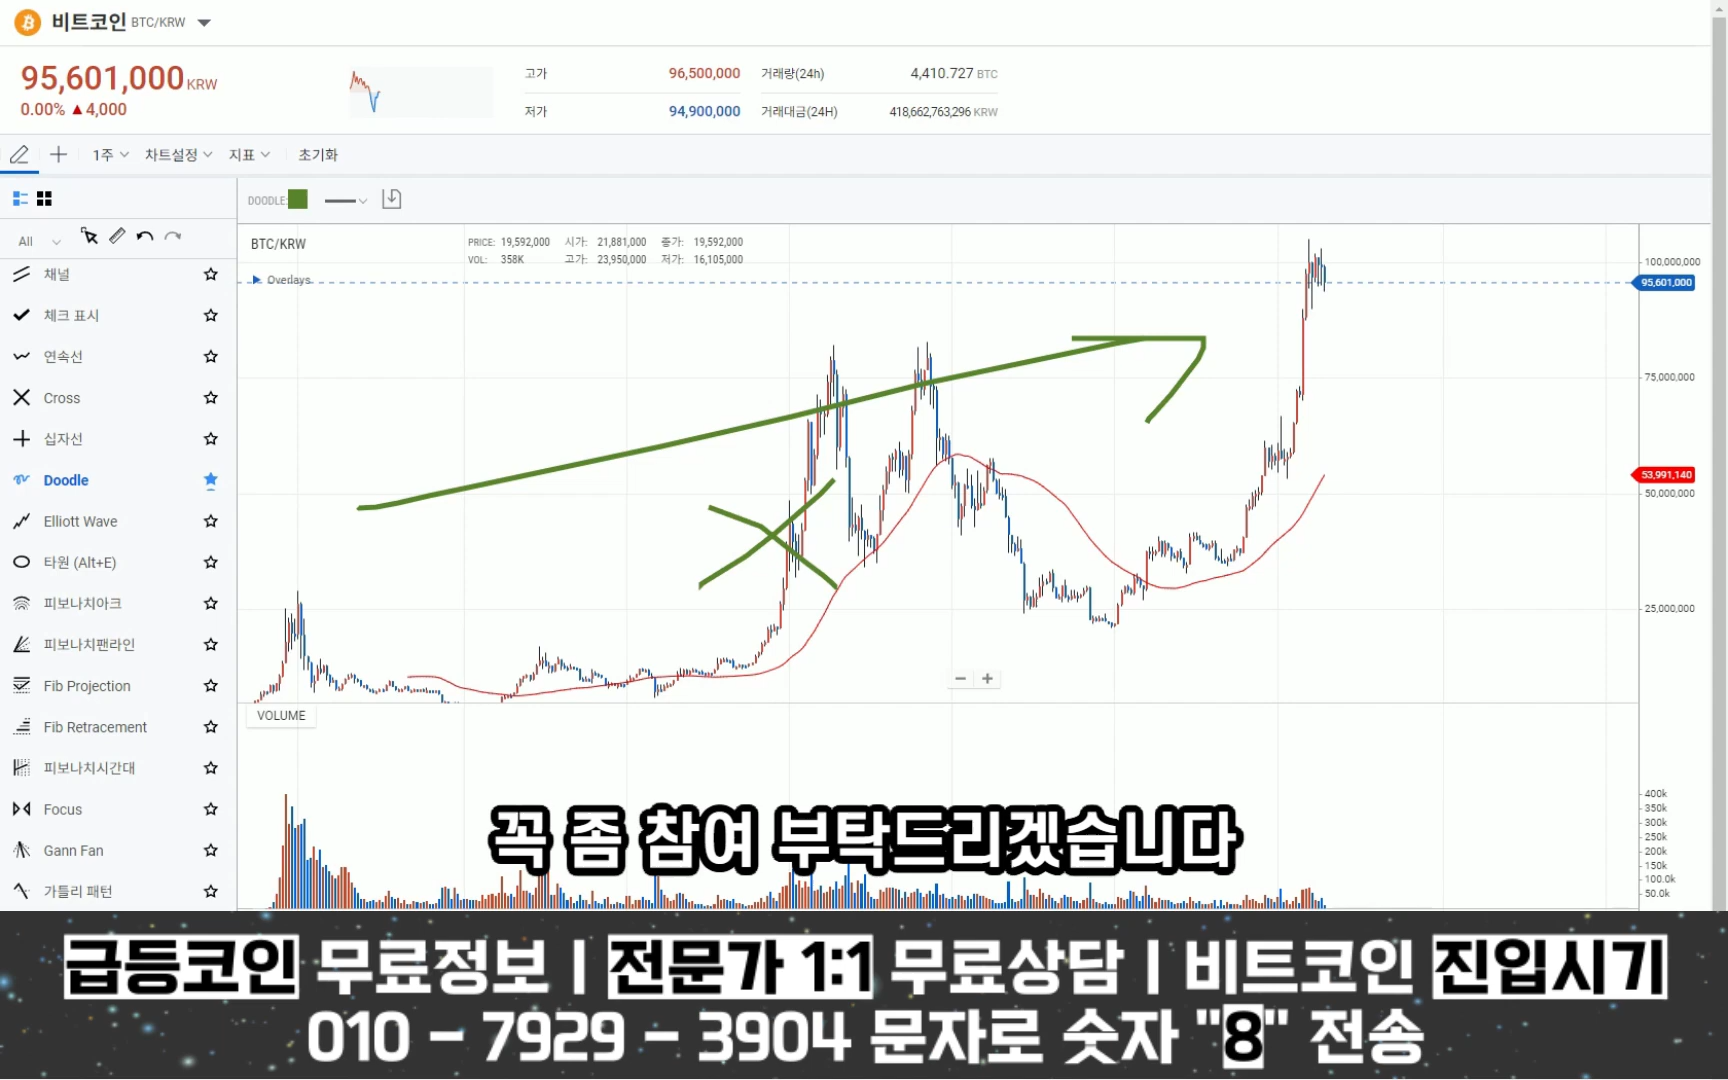 비트코인 BTC/KRW
95,601,000 KRW
0.00% ▲4,000
고가 96,500,000 거래량(24h) 4,410.727 BTC
저가 94,900,000 거래대금(24H) 418,662,763,296 KRW
1주 차트설정 지표 초기화
DOODLE:
All
BTC/KRW
PRICE: 19,592,000 시가: 21,881,000 종가: 19,592,000
VOL: 358K 고가: 23,950,000 저가: 16,105,000
Overlays
채널
체크 표시
연속선
Cross
십자선
Doodle
Elliott Wave
타원 (Alt+E)
피보나치아크
피보나치팬라인
Fib Projection
Fib Retracement
피보나치시간대
Focus
Gann Fan
가틀리 패턴
100,000,000
95,601,000
75,000,000
53,991,140
50,000,000
25,000,000
VOLUME
400k
350k
300k
250k
200k
150k
100.0k
50.0k
꼭 좀 참여 부탁드리겠습니다
급등코인 무료정보 | 전문가 1:1 무료상담 | 비트코인 진입시기
010 - 7929 - 3904 문자로 숫자 "8" 전송